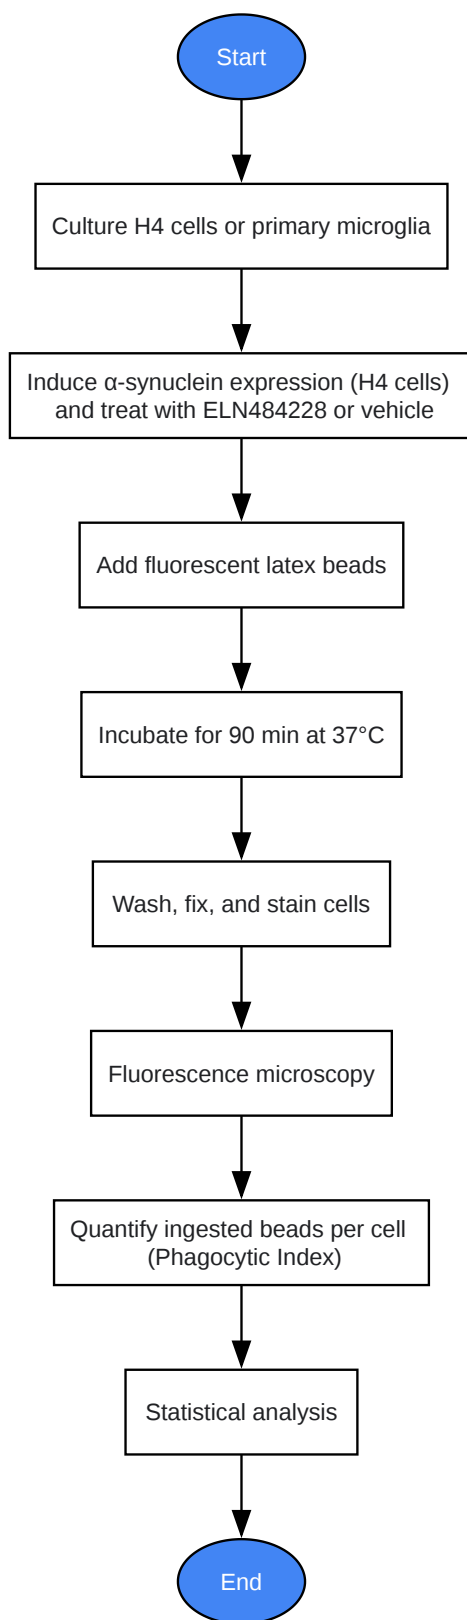 Start
Culture H4 cells or primary microglia
Induce α-synuclein expression (H4 cells)
and treat with ELN484228 or vehicle
Add fluorescent latex beads
Incubate for 90 min at 37°C
Wash, fix, and stain cells
Fluorescence microscopy
Quantify ingested beads per cell
(Phagocytic Index)
Statistical analysis
End